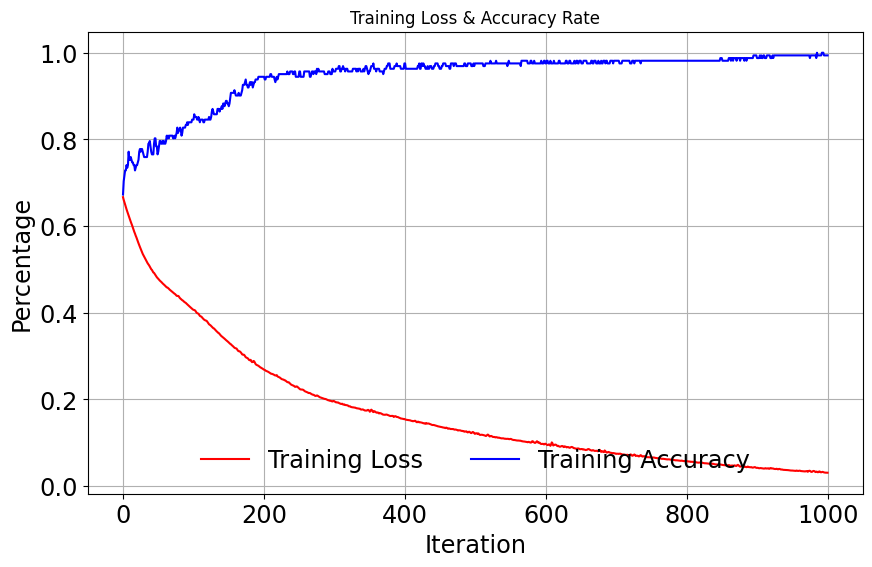 Training Loss & Accuracy Rate
1.0
0.8
0.6
0.4
0.2
0.0
Percentage
Training Loss Training Accuracy
0 200 400 600 800 1000
Iteration